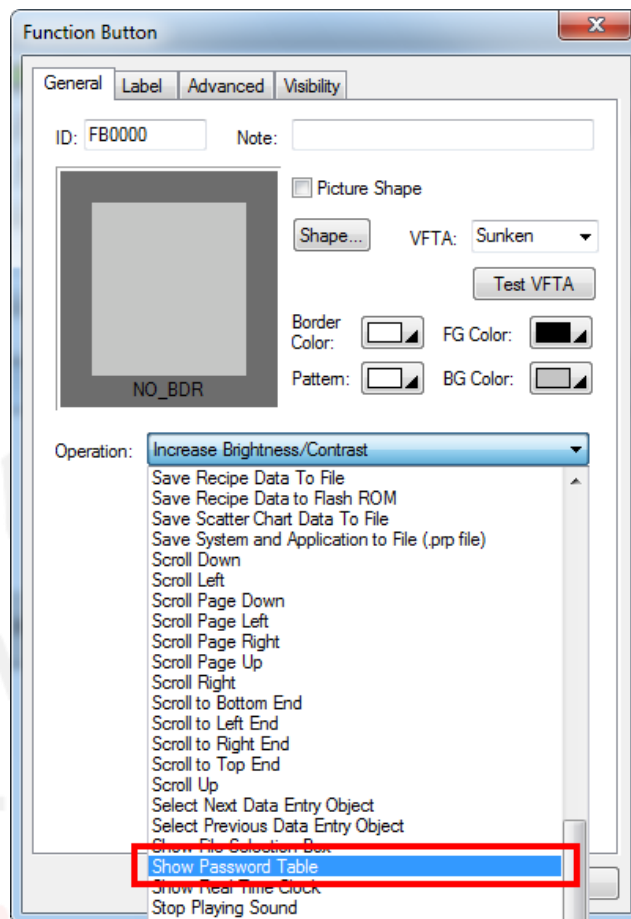 Function Button
General Label Advanced Visibility
ID: FB0000 Note:
Picture Shape
Shape... VFTA: Sunken
Test VFTA
Border Color: FG Color:
Pattern: BG Color:
NO_BDR
Operation: Increase Brightness/Contrast
Save Recipe Data To File
Save Recipe Data to Flash ROM
Save Scatter Chart Data To File
Save System and Application to File (.prp file)
Scroll Down
Scroll Left
Scroll Page Down
Scroll Page Left
Scroll Page Right
Scroll Page Up
Scroll Right
Scroll to Bottom End
Scroll to Left End
Scroll to Right End
Scroll to Top End
Scroll Up
Select Next Data Entry Object
Select Previous Data Entry Object
Show File Selection Box
Show Password Table
Show Real Time Clock
Stop Playing Sound